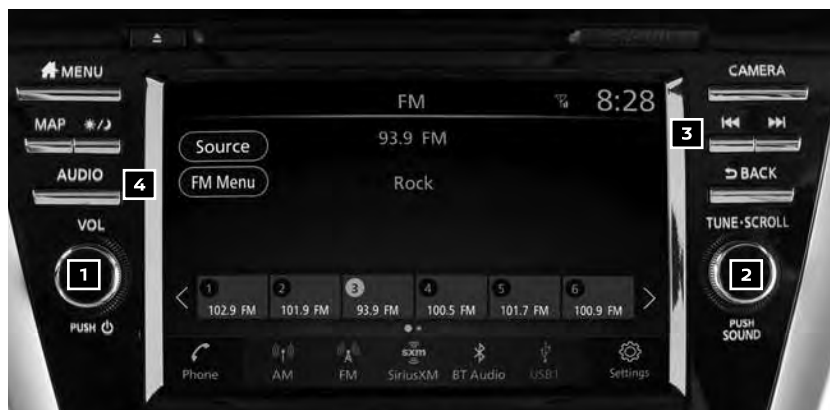 MENU
CAMERA
FM
8:28
MAP
3
93.9 FM
Source
AUDIO
4
BACK
FM Menu
Rock
VOL
TUNE·SCROLL
1
2
1 2 3 4 5 6
102.9 FM 101.9 FM 93.9 FM 100.5 FM 101.7 FM 100.9 FM
PUSH
PUSH
SOUND
sxm
Phone AM FM SiriusXM BT Audio USB1 Settings